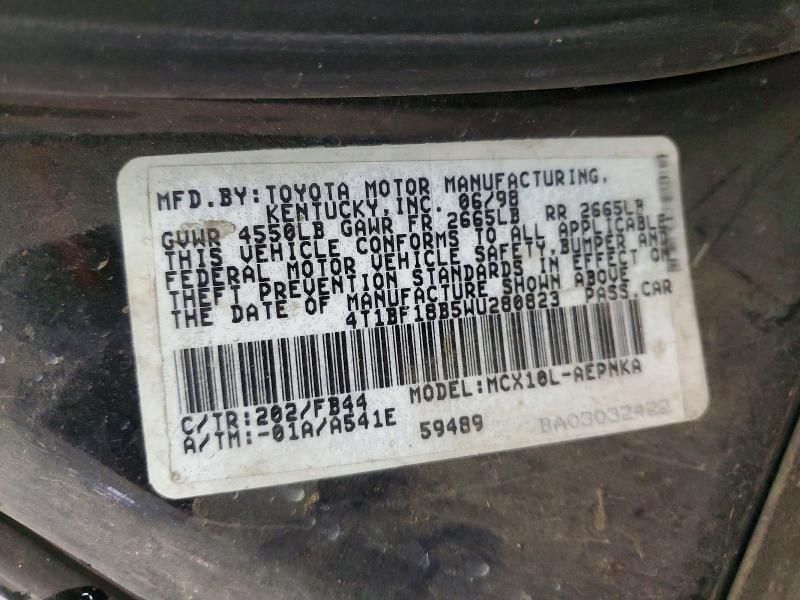 MFD.BY:TOYOTA MOTOR MANUFACTURING,
KENTUCKY,INC. 06/98
GVWR 4550LB GAWR FR 2665LB RR 2665LB
THIS VEHICLE CONFORMS TO ALL APPLICABLE
FEDERAL MOTOR VEHICLE SAFETY,BUMPER AND
THEFT PREVENTION STANDARDS IN EFFECT ON
THE DATE OF MANUFACTURE SHOWN ABOVE.
4T1BF18B5WU280823 PASS.CAR
C/TR:202/FB44 MODEL:MCX10L-AEPNKA
A/TM:-01A/A541E 59489 BA03032422